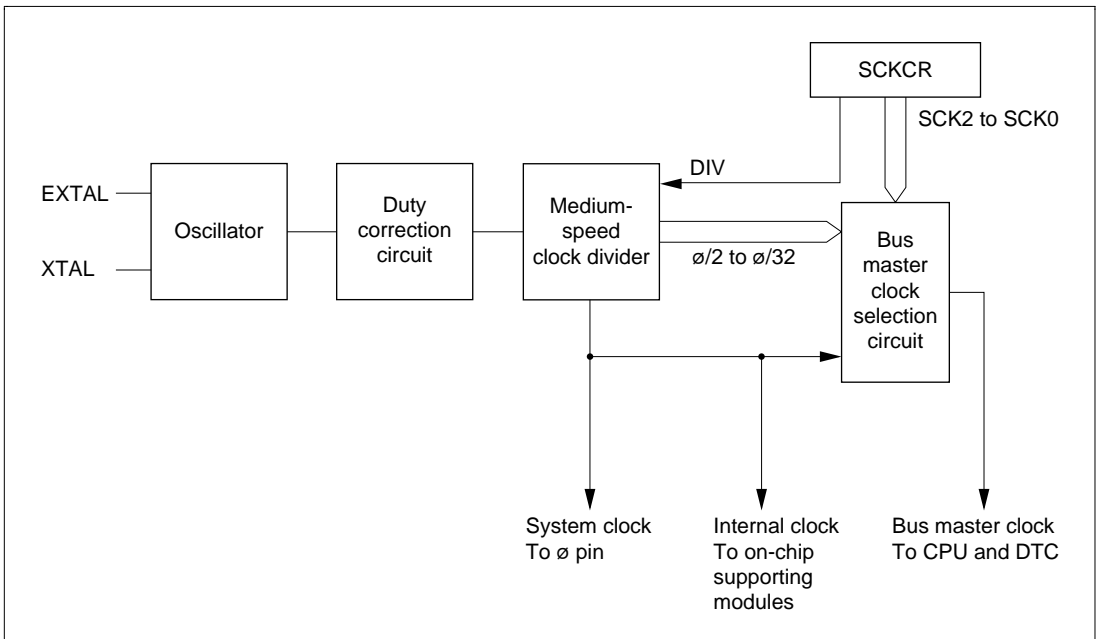 SCKCR
SCK2 to SCK0
DIV
EXTAL
XTAL
Oscillator
Duty
correction
circuit
Medium-
speed
clock divider
ø/2 to ø/32
Bus
master
clock
selection
circuit
System clock
To ø pin
Internal clock
To on-chip
supporting
modules
Bus master clock
To CPU and DTC